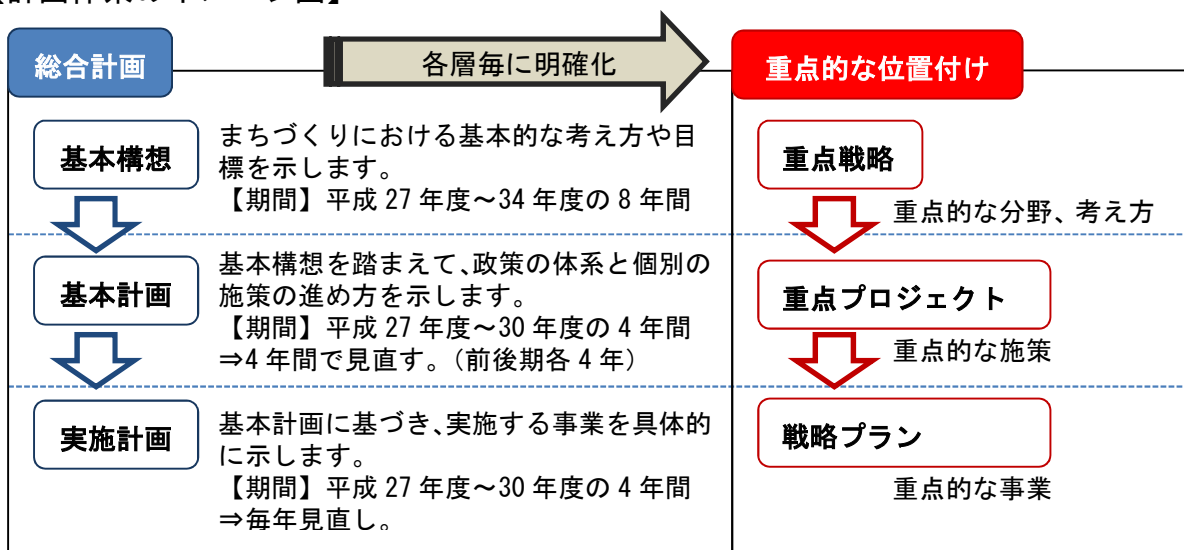 総合計画
各層毎に明確化
重点的な位置付け
基本構想
まちづくりにおける基本的な考え方や目
標を示します。
【期間】平成 27 年度～34 年度の 8 年間
重点戦略
重点的な分野、考え方
基本計画
基本構想を踏まえて、政策の体系と個別の
施策の進め方を示します。
【期間】平成 27 年度～30 年度の 4 年間
⇒4 年間で見直す。（前後期各 4 年）
重点プロジェクト
重点的な施策
実施計画
基本計画に基づき、実施する事業を具体的
に示します。
【期間】平成 27 年度～30 年度の 4 年間
⇒毎年見直し。
戦略プラン
重点的な事業